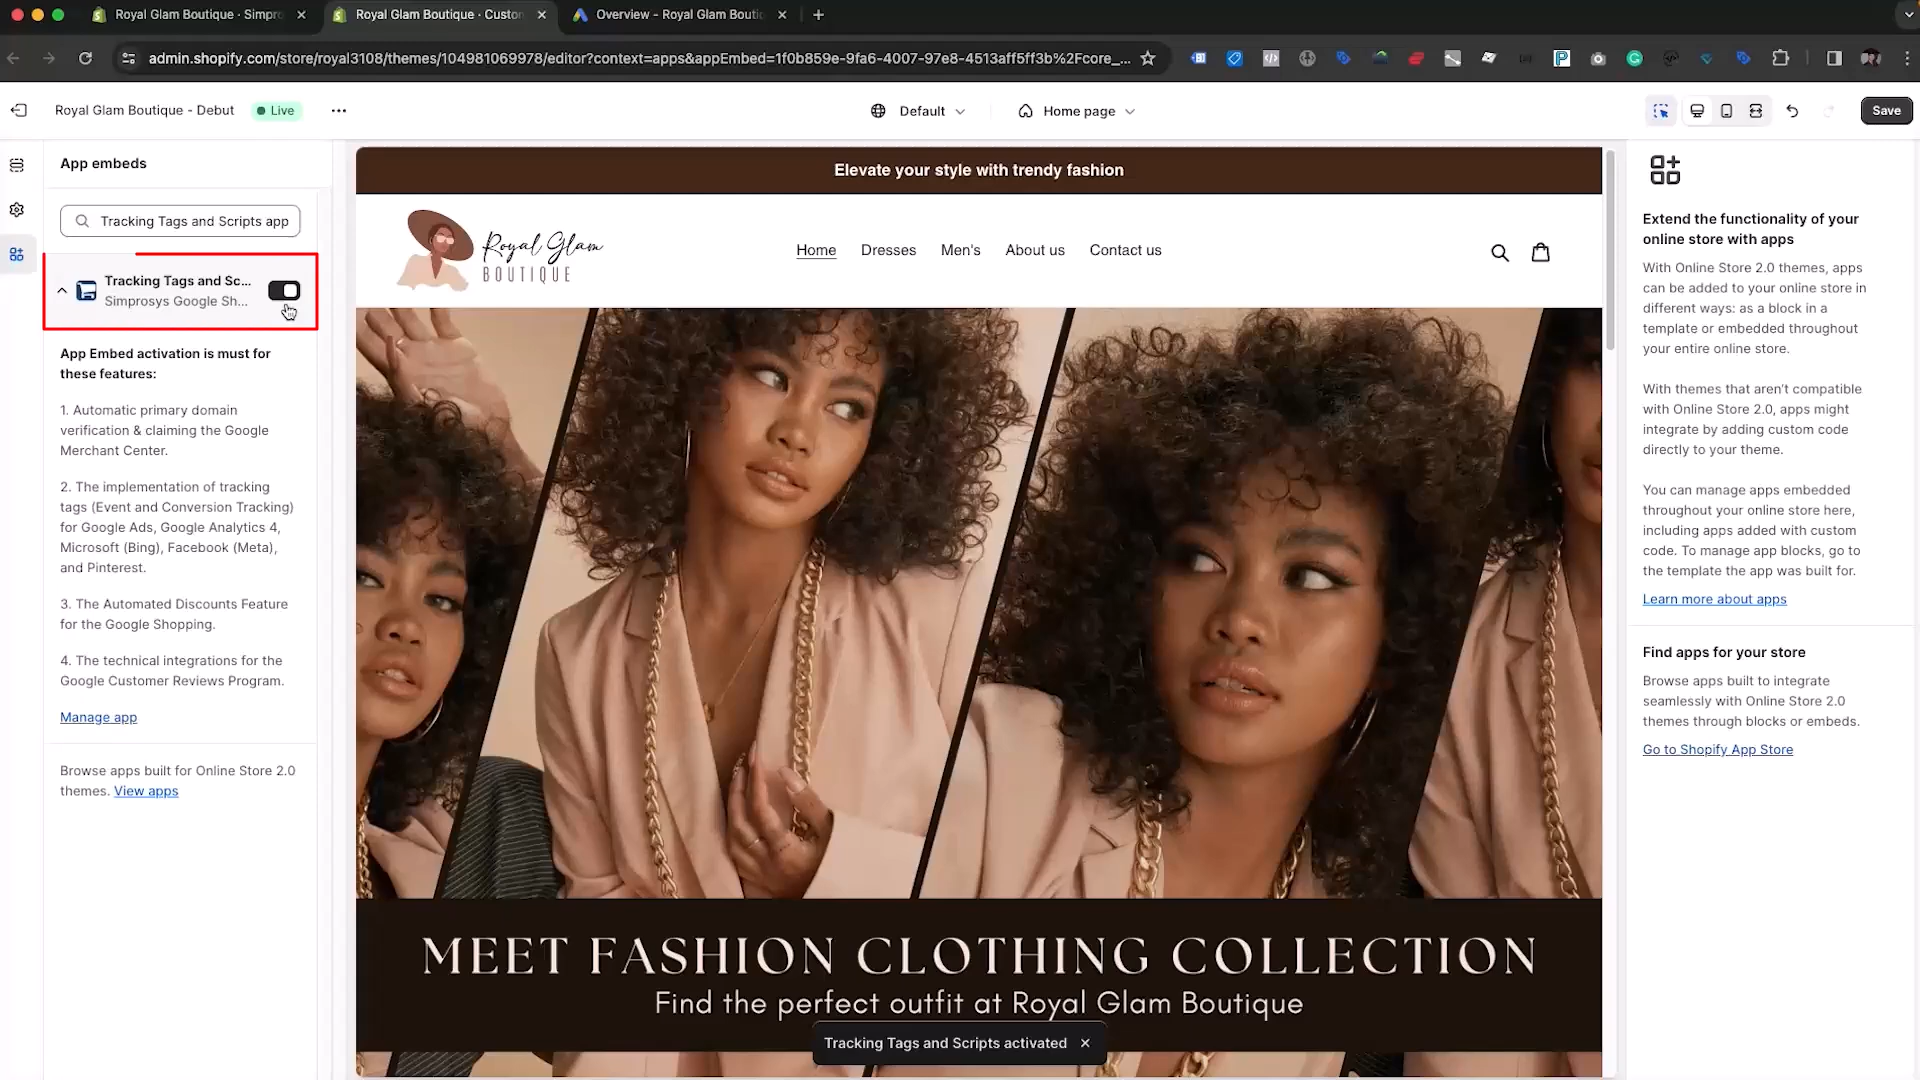 Royal Glam Boutique · Simpro
Royal Glam Boutique · Custon
Overview - Royal Glam Boutic
admin.shopify.com/store/royal3108/themes/104981069978/editor?context=apps&appEmbed=1f0b859e-9fa6-4007-97e8-4513aff5ff3b%2Fcore_...
Royal Glam Boutique - Debut
Live
Default
Home page
Save
App embeds
Tracking Tags and Scripts app
Tracking Tags and Sc...
Simprosys Google Sh...
App Embed activation is must for
these features:
1. Automatic primary domain
verification & claiming the Google
Merchant Center.
2. The implementation of tracking
tags (Event and Conversion Tracking)
for Google Ads, Google Analytics 4,
Microsoft (Bing), Facebook (Meta),
and Pinterest.
3. The Automated Discounts Feature
for the Google Shopping.
4. The technical integrations for the
Google Customer Reviews Program.
Manage app
Browse apps built for Online Store 2.0
themes. View apps
Elevate your style with trendy fashion
Royal Glam
BOUTIQUE
Home
Dresses
Men's
About us
Contact us
MEET FASHION CLOTHING COLLECTION
Find the perfect outfit at Royal Glam Boutique
Tracking Tags and Scripts activated
Extend the functionality of your
online store with apps
With Online Store 2.0 themes, apps
can be added to your online store in
different ways: as a block in a
template or embedded throughout
your entire online store.
With themes that aren't compatible
with Online Store 2.0, apps might
integrate by adding custom code
directly to your theme.
You can manage apps embedded
throughout your online store here,
including apps added with custom
code. To manage app blocks, go to
the template the app was built for.
Learn more about apps
Find apps for your store
Browse apps built to integrate
seamlessly with Online Store 2.0
themes through blocks or embeds.
Go to Shopify App Store